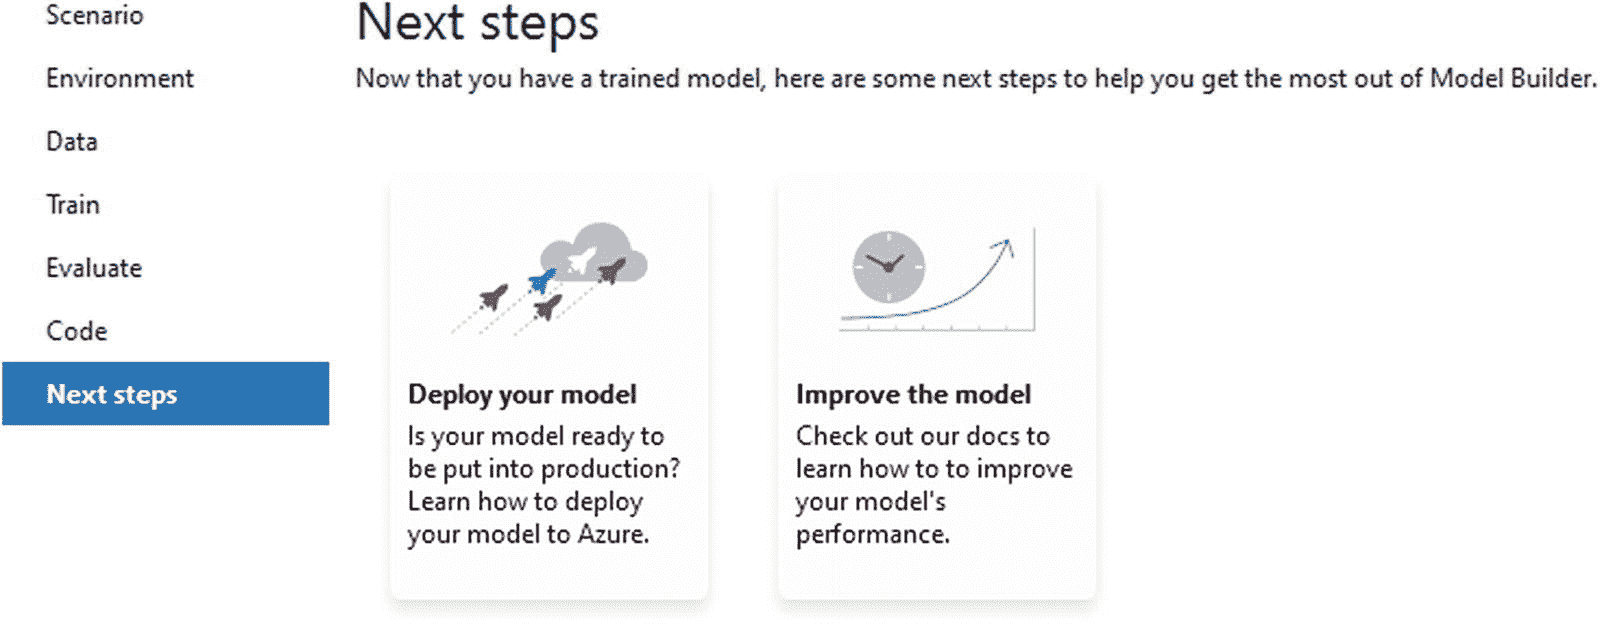 Scenario
Environment
Data
Train
Evaluate
Code
Next steps
Next steps
Now that you have a trained model, here are some next steps to help you get the most out of Model Builder.
Deploy your model
Is your model ready to
be put into production?
Learn how to deploy
your model to Azure.
Improve the model
Check out our docs to
learn how to to improve
your model's
performance.